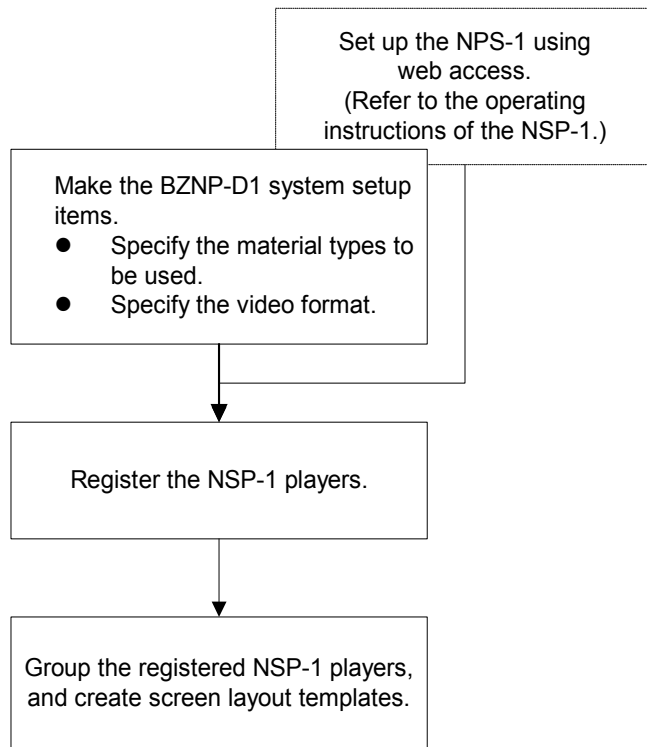 Set up the NPS-1 using
web access.
(Refer to the operating
instructions of the NSP-1.)
Make the BZNP-D1 system setup
items.
● Specify the material types to
be used.
● Specify the video format.
Register the NSP-1 players.
Group the registered NSP-1 players,
and create screen layout templates.